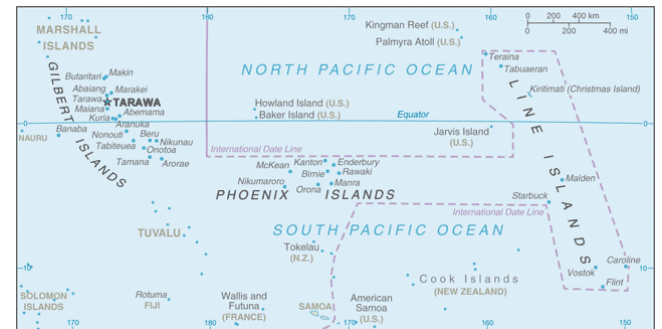 170
180
170
160
150
0 200 400 km
0 200 400 mi
MARSHALL
ISLANDS
Kingman Reef (U.S.)
Palmyra Atoll (U.S.)
Teraina
Tabuaeran
NORTH PACIFIC OCEAN
GILBERT ISLANDS
Butaritari
Makin
Abaiang
Marakei
Tarawa
TARAWA
Maiana
Abemama
Kuria
Aranuka
Kiritimati (Christmas Island)
Howland Island (U.S.)
Baker Island (U.S.)
Equator
0
0
NAURU
Banaba
Nonouti
Beru
Nikunau
Tabiteuea
Onotoa
Tamana
Arorae
Jarvis Island
(U.S.)
LINE ISLANDS
International Date Line
McKean
Kanton
Enderbury
Birnie
Rawaki
Nikumaroro
Orona
Manra
PHOENIX ISLANDS
Malden
Starbuck
International Date Line
TUVALU
SOUTH PACIFIC OCEAN
Tokelau
(N.Z.)
Caroline
Vostok
Flint
10
10
Cook Islands
(NEW ZEALAND)
SOLOMON
ISLANDS
Rotuma
FIJI
Wallis and
Futuna
(FRANCE)
SAMOA
American
Samoa
(U.S.)
170
180
170
160
150